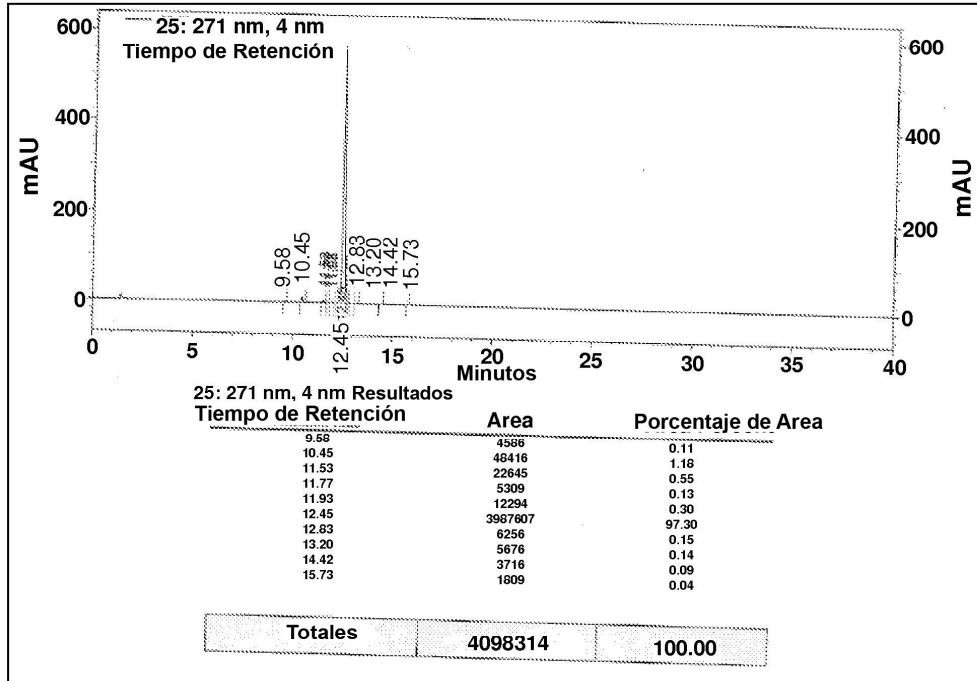 25: 271 nm, 4 nm
Tiempo de Retención
600
400
200
0
mAU
600
400
200
0
mAU
9.58
10.45
12.45
12.83
13.20
14.42
15.73
0 5 10 15 20 25 30 35 40
Minutos
25: 271 nm, 4 nm Resultados
Tiempo de Retención Area Porcentaje de Area
9.58 4586 0.11
10.45 48416 1.18
11.53 22645 0.55
11.77 5309 0.13
11.93 12294 0.30
12.45 3987607 97.30
12.83 6256 0.15
13.20 5676 0.14
14.42 3716 0.09
15.73 1809 0.04
Totales 4098314 100.00